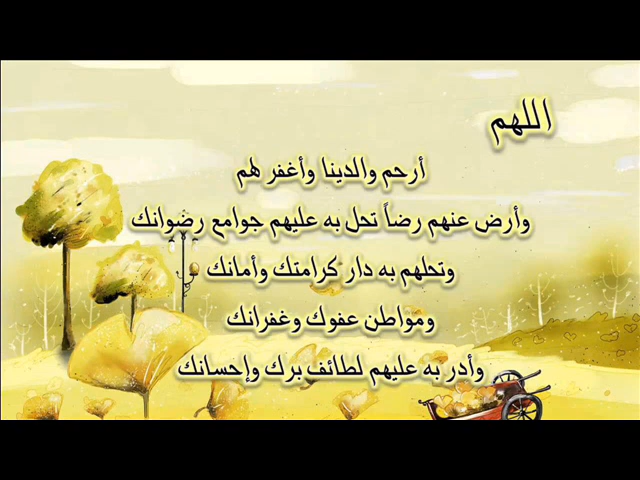 اللهم
أرحم والدينا وأغفر لهم
وأرض عنهم رضاً تحل به عليهم جوامع رضوانك
وتحلهم به دار كرامتك وأمانك
ومواطن عفوك وغفرانك
وأدر به عليهم لطائف برك وإحسانك